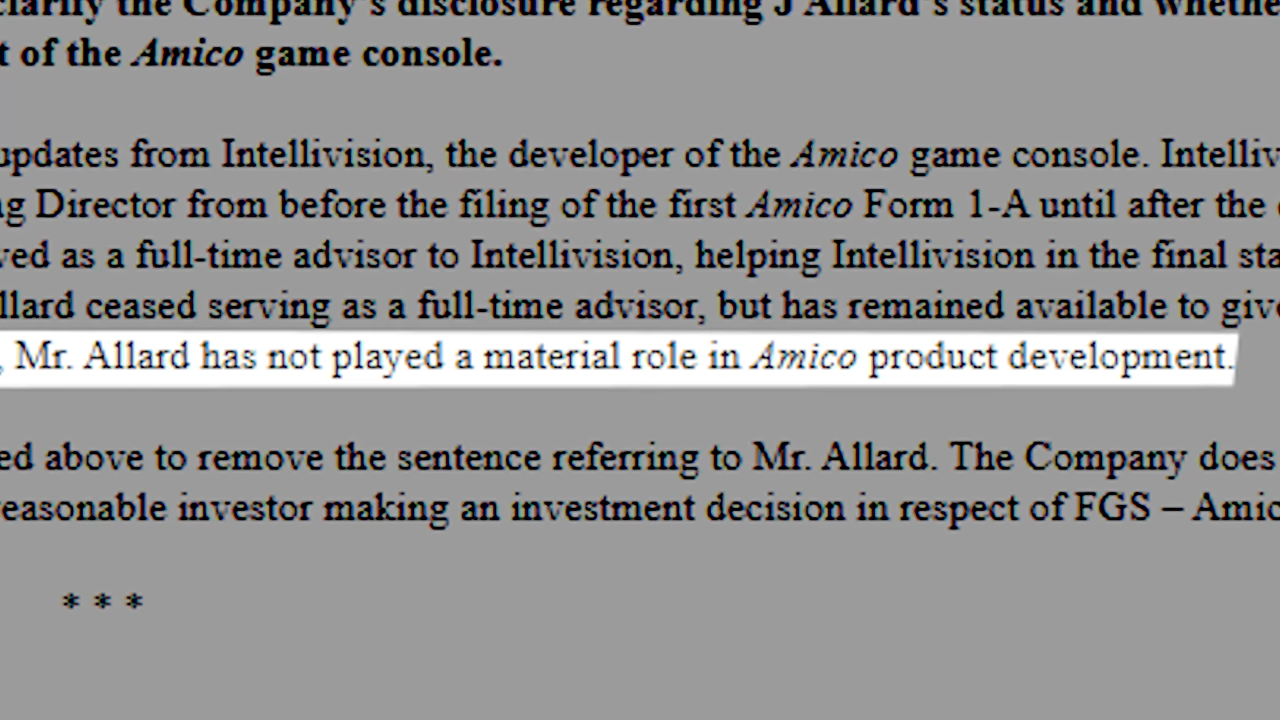 clarify the Company's disclosure regarding J Allard's status and whethe
t of the Amico game console.
updates from Intellivision, the developer of the Amico game console. Intelliv
ng Director from before the filing of the first Amico Form 1-A until after the
ved as a full-time advisor to Intellivision, helping Intellivision in the final sta
llard ceased serving as a full-time advisor, but has remained available to give
, Mr. Allard has not played a material role in Amico product development.
ed above to remove the sentence referring to Mr. Allard. The Company does
reasonable investor making an investment decision in respect of FGS – Amic
* * *